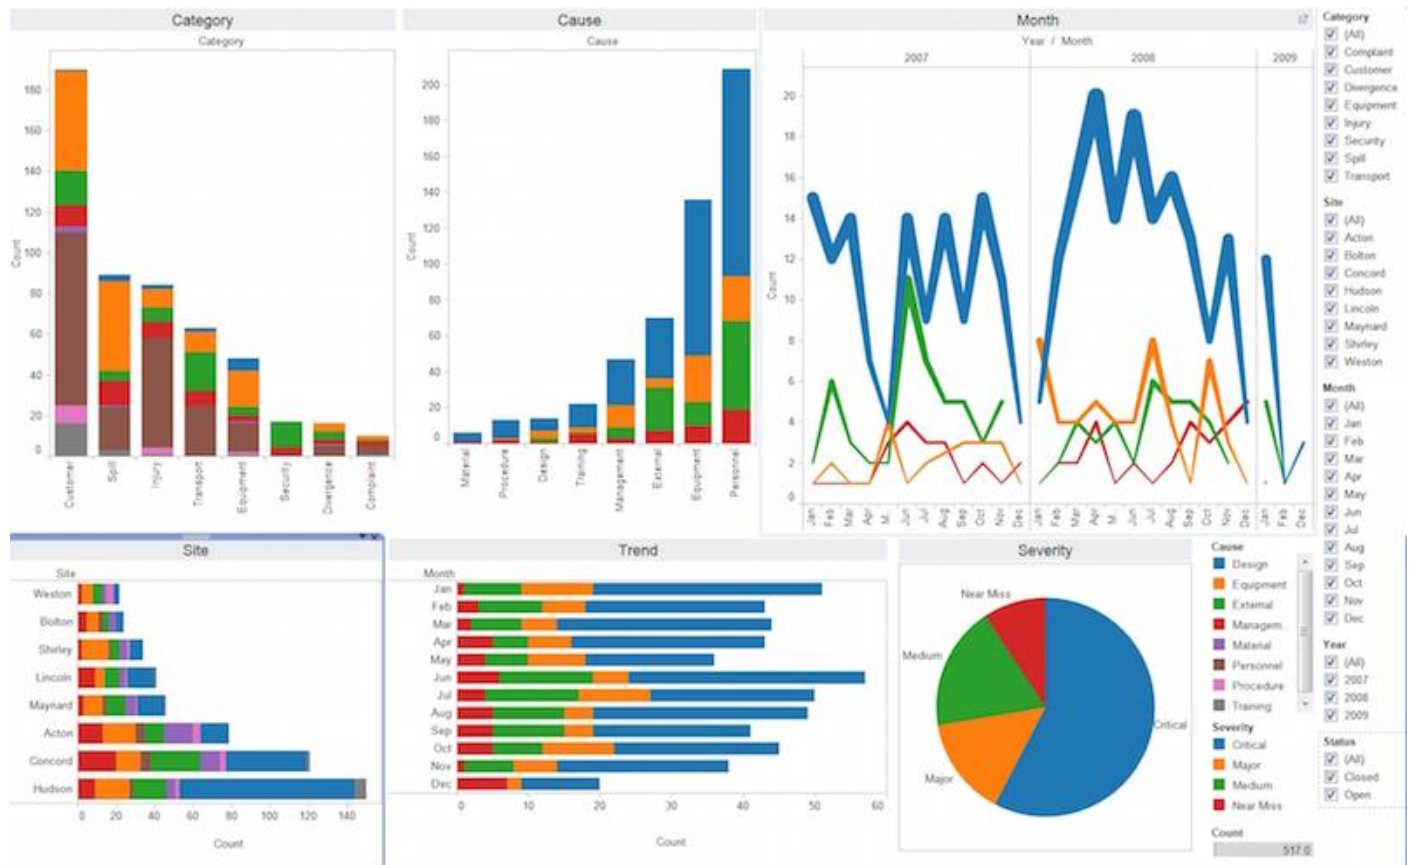 Category
Category
Count
180
160
140
120
100
80
60
40
20
0
Customer
Spill
Injury
Transport
Equipment
Security
Divergence
Complaint
Cause
Cause
Count
200
180
160
140
120
100
80
60
40
20
0
Material
Procedure
Design
Training
Management
External
Equipment
Personnel
Month
Year / Month
2007 2008 2009
Count
20
18
16
14
12
10
8
6
4
2
0
Jan Feb Mar Apr M.. Jun Jul Aug Sep Oct Nov Dec Jan Feb Mar Apr M.. Jun Jul Aug Sep Oct Nov Dec Jan Feb Dec
Category
(All)
Complaint
Customer
Divergence
Equipment
Injury
Security
Spill
Transport
Site
(All)
Acton
Bolton
Concord
Hudson
Lincoln
Maynard
Shirley
Weston
Month
(All)
Jan
Feb
Mar
Apr
May
Jun
Jul
Aug
Sep
Oct
Nov
Dec
Year
(All)
2007
2008
2009
Status
(All)
Closed
Open
Site
Site
Weston
Bolton
Shirley
Lincoln
Maynard
Acton
Concord
Hudson
0 20 40 60 80 100 120 140
Count
Trend
Month
Jan
Feb
Mar
Apr
May
Jun
Jul
Aug
Sep
Oct
Nov
Dec
0 10 20 30 40 50 60
Count
Severity
Near Miss
Medium
Major
Critical
Cause
Design
Equipment
External
Managem..
Material
Personnel
Procedure
Training
Severity
Critical
Major
Medium
Near Miss
Count
517.0